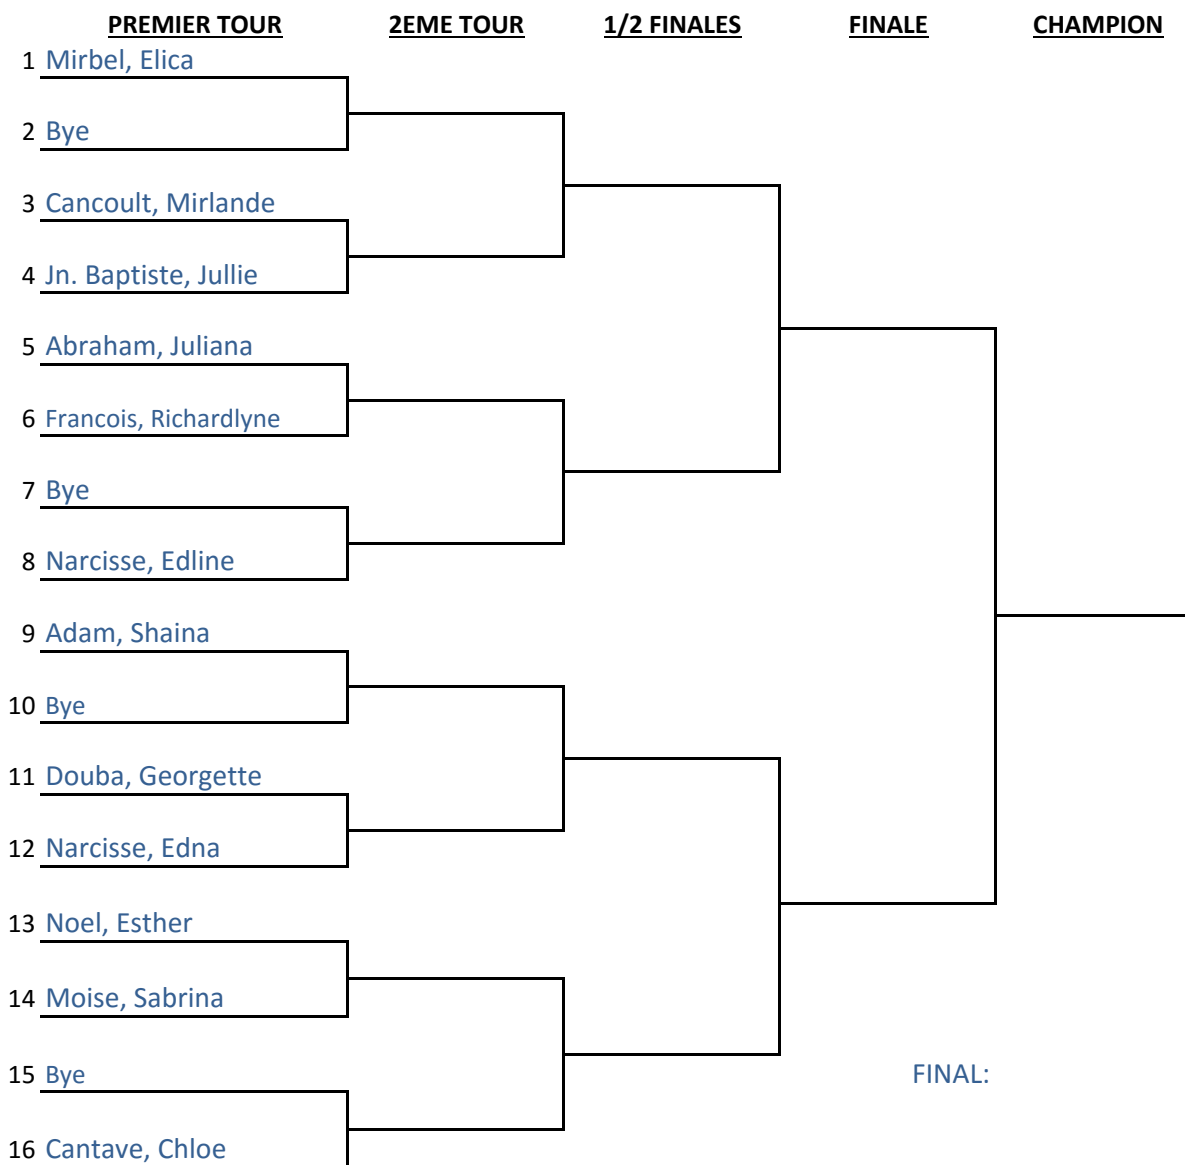 PREMIER TOUR 2EME TOUR 1/2 FINALES FINALE CHAMPION
1 Mirbel, Elica
2 Bye
3 Cancoult, Mirlande
4 Jn. Baptiste, Jullie
5 Abraham, Juliana
6 Francois, Richardlyne
7 Bye
8 Narcisse, Edline
9 Adam, Shaina
10 Bye
11 Douba, Georgette
12 Narcisse, Edna
13 Noel, Esther
14 Moise, Sabrina
15 Bye FINAL:
16 Cantave, Chloe